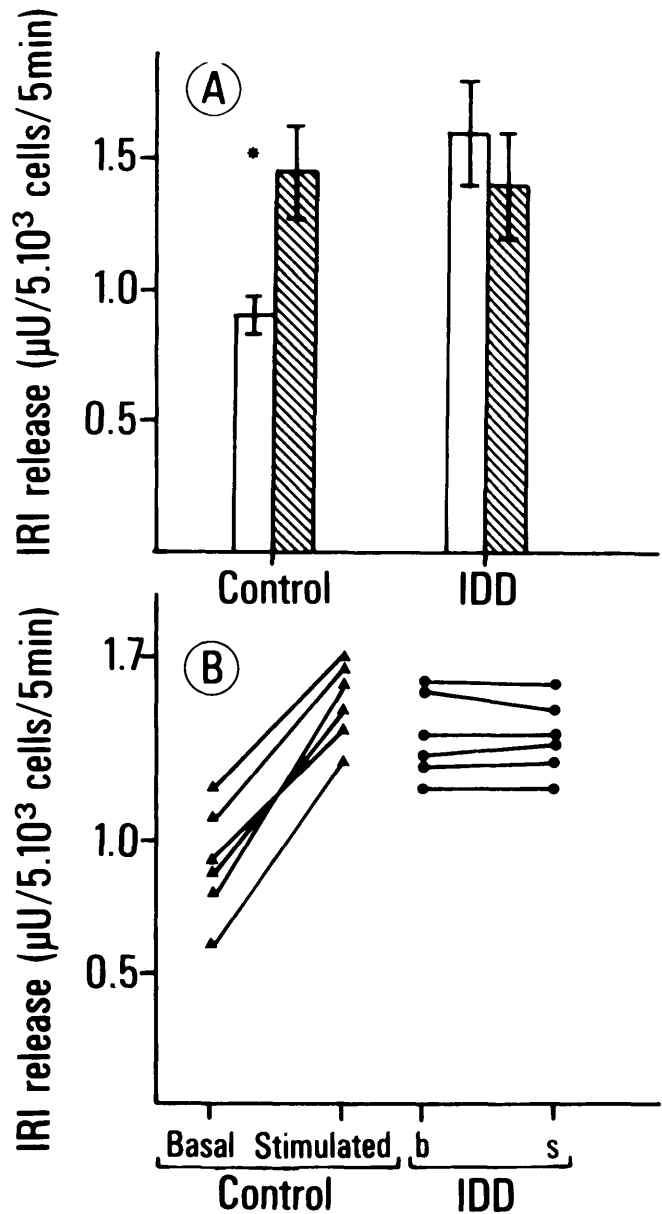 IRI release (µU/5.10³ cells/5min)
A
*
1.5
1.0
0.5
Control IDD
IRI release (µU/5.10³ cells/5min)
B
1.7
1.0
0.5
Basal Stimulated b s
Control IDD